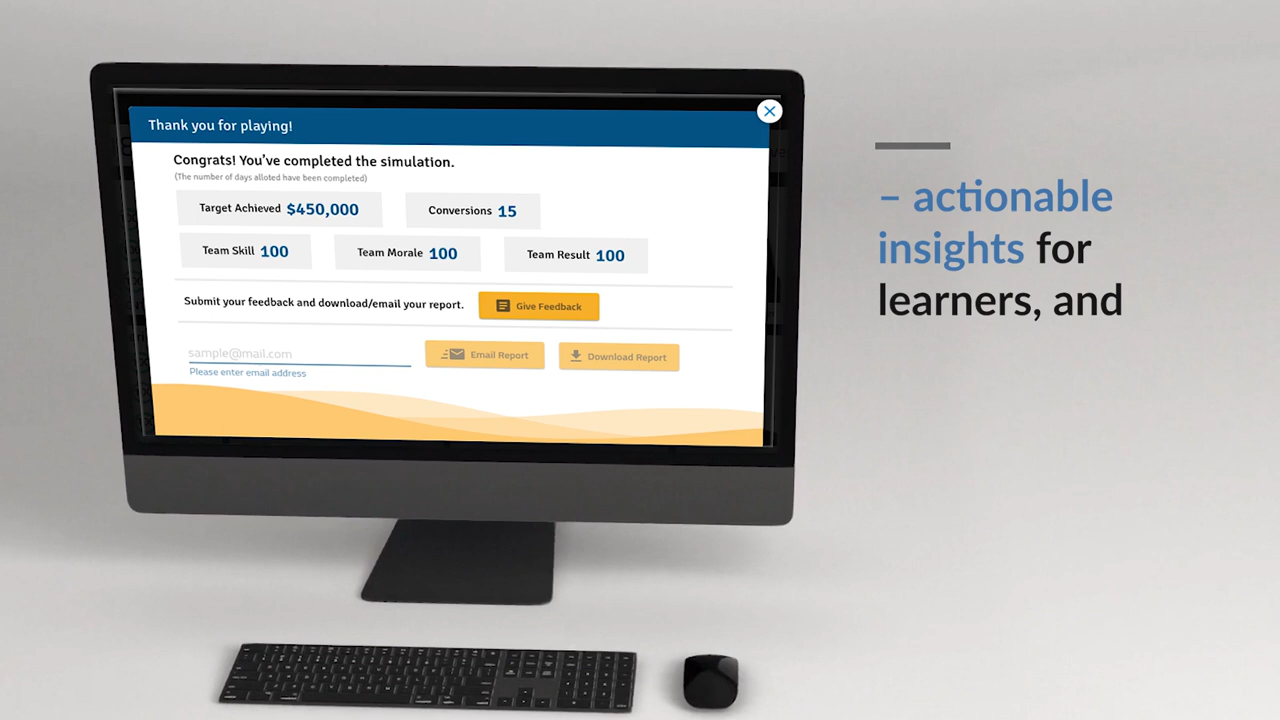 Thank you for playing!
Congrats! You've completed the simulation.
(The number of days alloted have been completed)
Target Achieved $450,000
Conversions 15
Team Skill 100
Team Morale 100
Team Result 100
Submit your feedback and download/email your report.
Give Feedback
sample@mail.com
Please enter email address
Email Report
Download Report
– actionable
insights for
learners, and